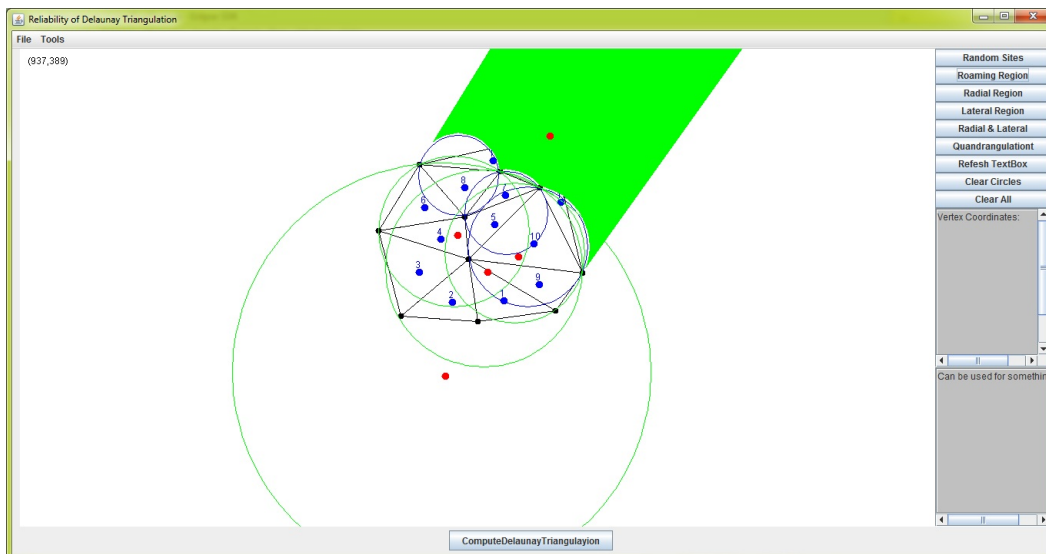 Reliability of Delaunay Triangulation
File Tools
(937,389)
Random Sites
Roaming Region
Radial Region
Lateral Region
Radial & Lateral
Quandrangulationt
Refesh TextBox
Clear Circles
Clear All
Vertex Coordinates:
8
7
6
5
4
10
3
9
2
1
Can be used for somethin
ComputeDelaunayTriangulayion